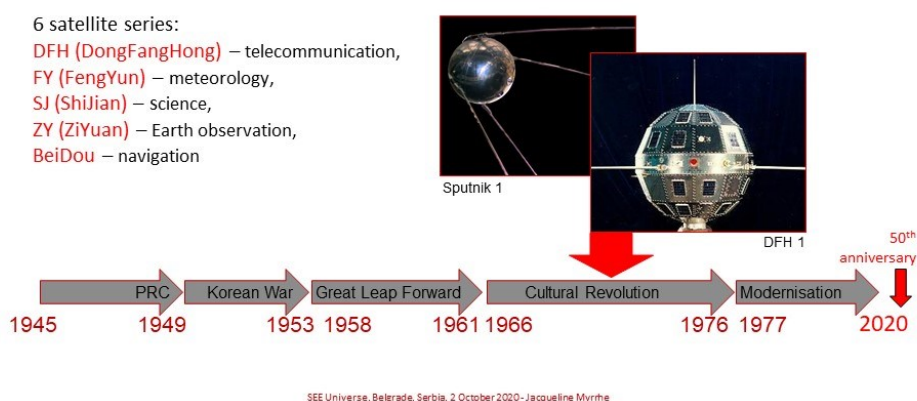 6 satellite series:
DFH (DongFangHong) – telecommunication,
FY (FengYun) – meteorology,
SJ (ShiJian) – science,
ZY (ZiYuan) – Earth observation,
BeiDou – navigation
Sputnik 1
DFH 1
50th
anniversary
PRC
Korean War
Great Leap Forward
Cultural Revolution
Modernisation
1945
1949
1953
1958
1961
1966
1976
1977
2020
SEE Universe, Belgrade, Serbia, 2 October 2020 - Jacqueline Myrrhe